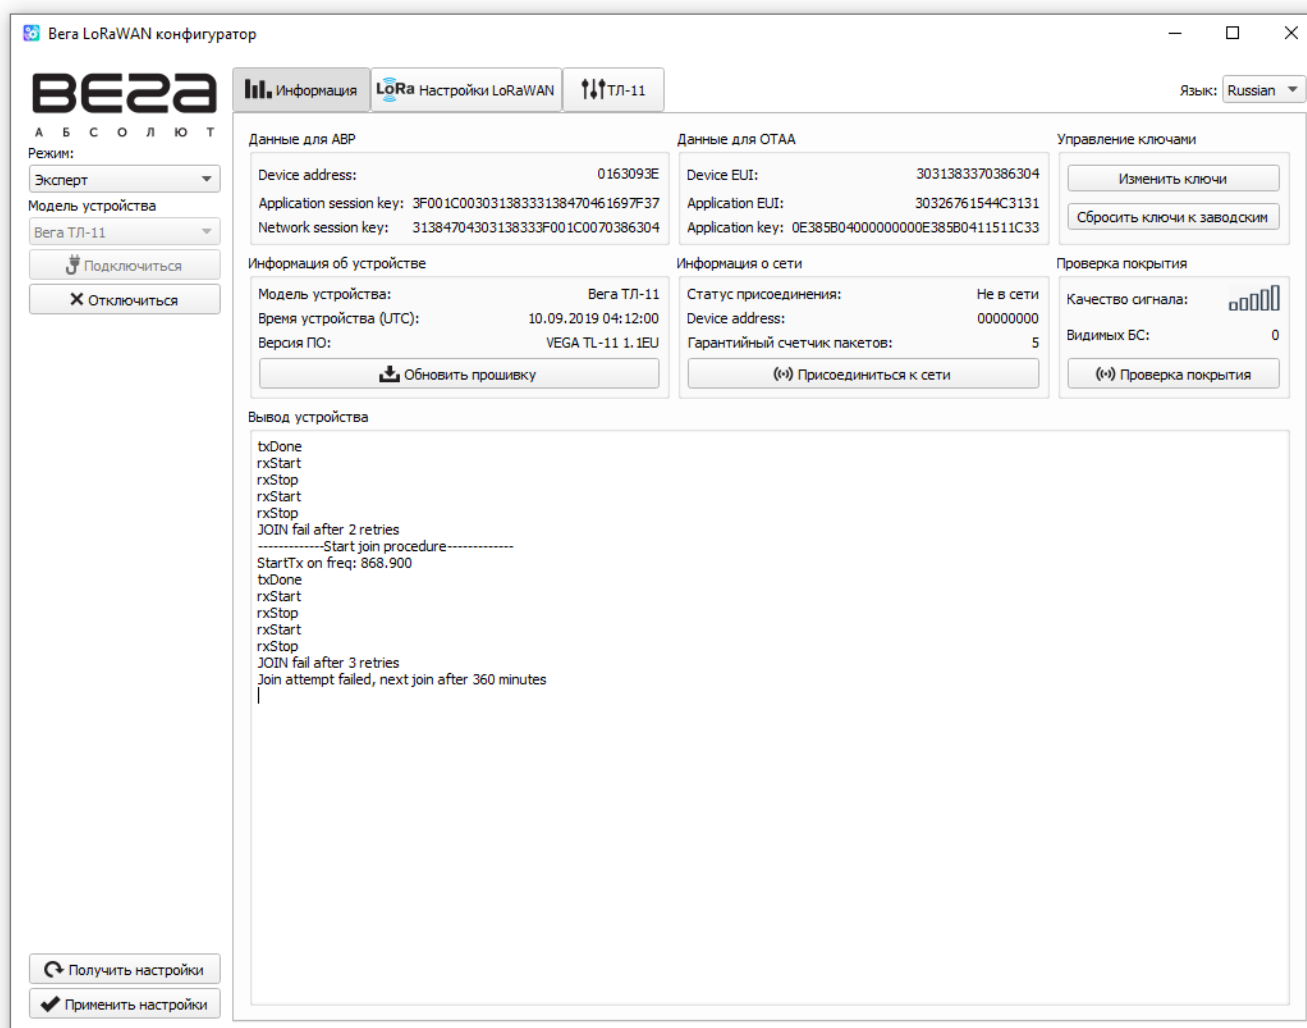 Вега LoRaWAN конфигуратор
ВЕГА
АБСОЛЮТ
Режим:
Эксперт
Модель устройства
Вега ТЛ-11
Подключиться
Отключиться
Информация
LoRa Настройки LoRaWAN
ТЛ-11
Язык: Russian
Данные для ABP
Device address: 0163093E
Application session key: 3F001C00303138333138470461697F37
Network session key: 31384704303138333F001C0070386304
Данные для OTAA
Device EUI: 3031383370386304
Application EUI: 30326761544C3131
Application key: 0E385B04000000000E385B0411511C33
Управление ключами
Изменить ключи
Сбросить ключи к заводским
Информация об устройстве
Модель устройства: Вега ТЛ-11
Время устройства (UTC): 10.09.2019 04:12:00
Версия ПО: VEGA TL-11 1.1EU
Обновить прошивку
Информация о сети
Статус присоединения: Не в сети
Device address: 00000000
Гарантийный счетчик пакетов: 5
Присоединиться к сети
Проверка покрытия
Качество сигнала:
Видимых БС: 0
Проверка покрытия
Вывод устройства
txDone
rxStart
rxStop
rxStart
rxStop
JOIN fail after 2 retries
-------------Start join procedure-------------
StartTx on freq: 868.900
txDone
rxStart
rxStop
rxStart
rxStop
JOIN fail after 3 retries
Join attempt failed, next join after 360 minutes
Получить настройки
Применить настройки